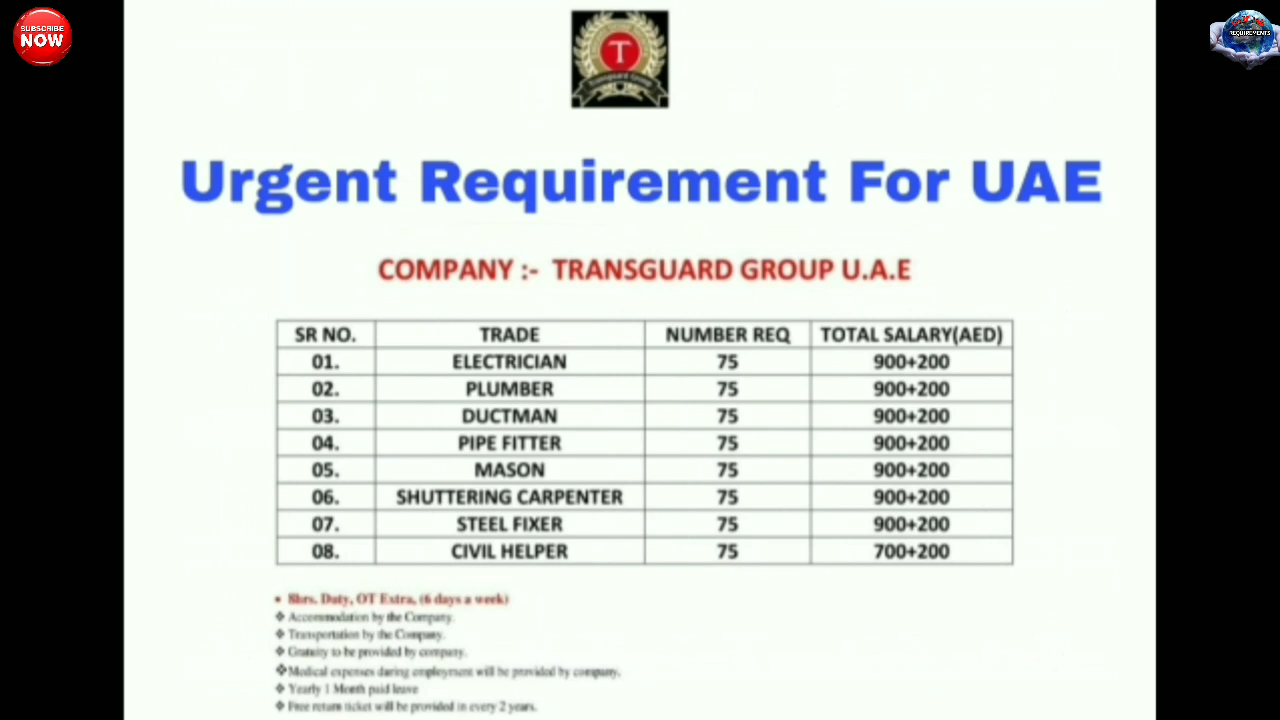 SUBSCRIBE
NOW
REQUIREMENTS
T
Transguard Group
Urgent Requirement For UAE
COMPANY :- TRANSGUARD GROUP U.A.E
SR NO. TRADE NUMBER REQ TOTAL SALARY(AED)
01. ELECTRICIAN 75 900+200
02. PLUMBER 75 900+200
03. DUCTMAN 75 900+200
04. PIPE FITTER 75 900+200
05. MASON 75 900+200
06. SHUTTERING CARPENTER 75 900+200
07. STEEL FIXER 75 900+200
08. CIVIL HELPER 75 700+200
• 8hrs. Duty, OT Extra, (6 days a week)
❖ Accommodation by the Company.
❖ Transportation by the Company.
❖ Gratuity to be provided by company.
❖Medical expenses during employment will be provided by company.
❖ Yearly 1 Month paid leave
❖ Free return ticket will be provided in every 2 years.